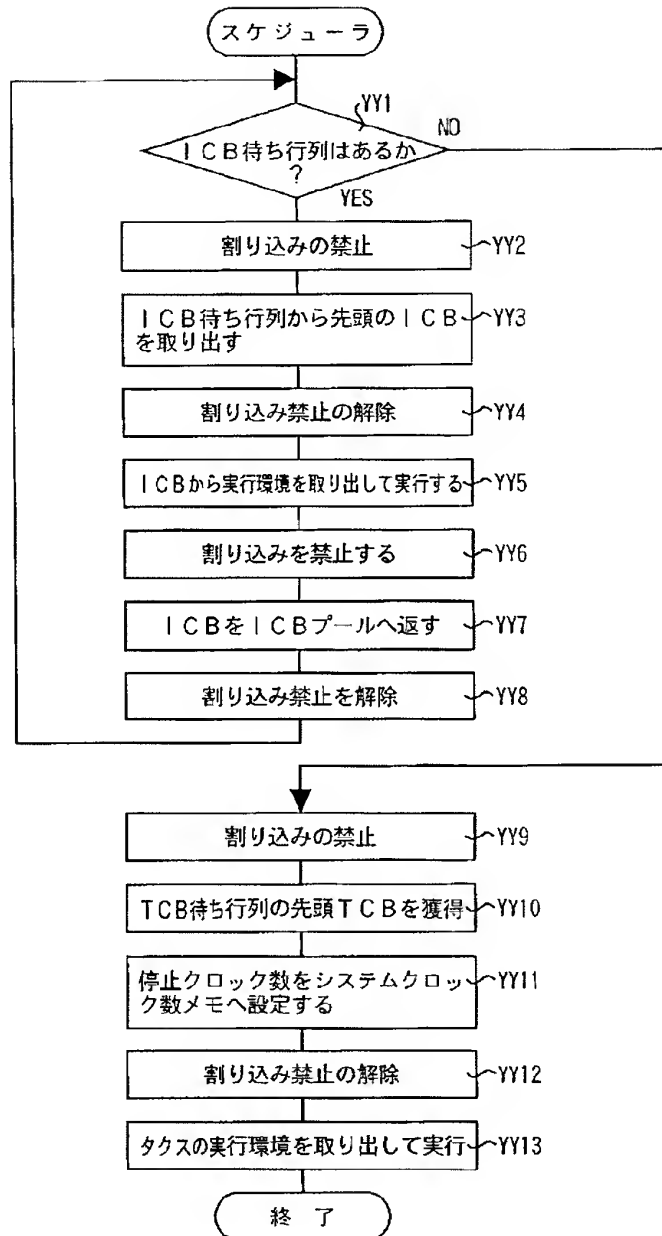 スケジューラ
YY1
NO
ICB待ち行列はあるか
?
YES
割り込みの禁止
YY2
ICB待ち行列から先頭のICB
を取り出す
YY3
割り込み禁止の解除
YY4
ICBから実行環境を取り出して実行する
YY5
割り込みを禁止する
YY6
ICBをICBプールへ返す
YY7
割り込み禁止を解除
YY8
割り込みの禁止
YY9
TCB待ち行列の先頭TCBを獲得
YY10
停止クロック数をシステムクロッ
ク数メモへ設定する
YY11
割り込み禁止の解除
YY12
タクスの実行環境を取り出して実行
YY13
終了